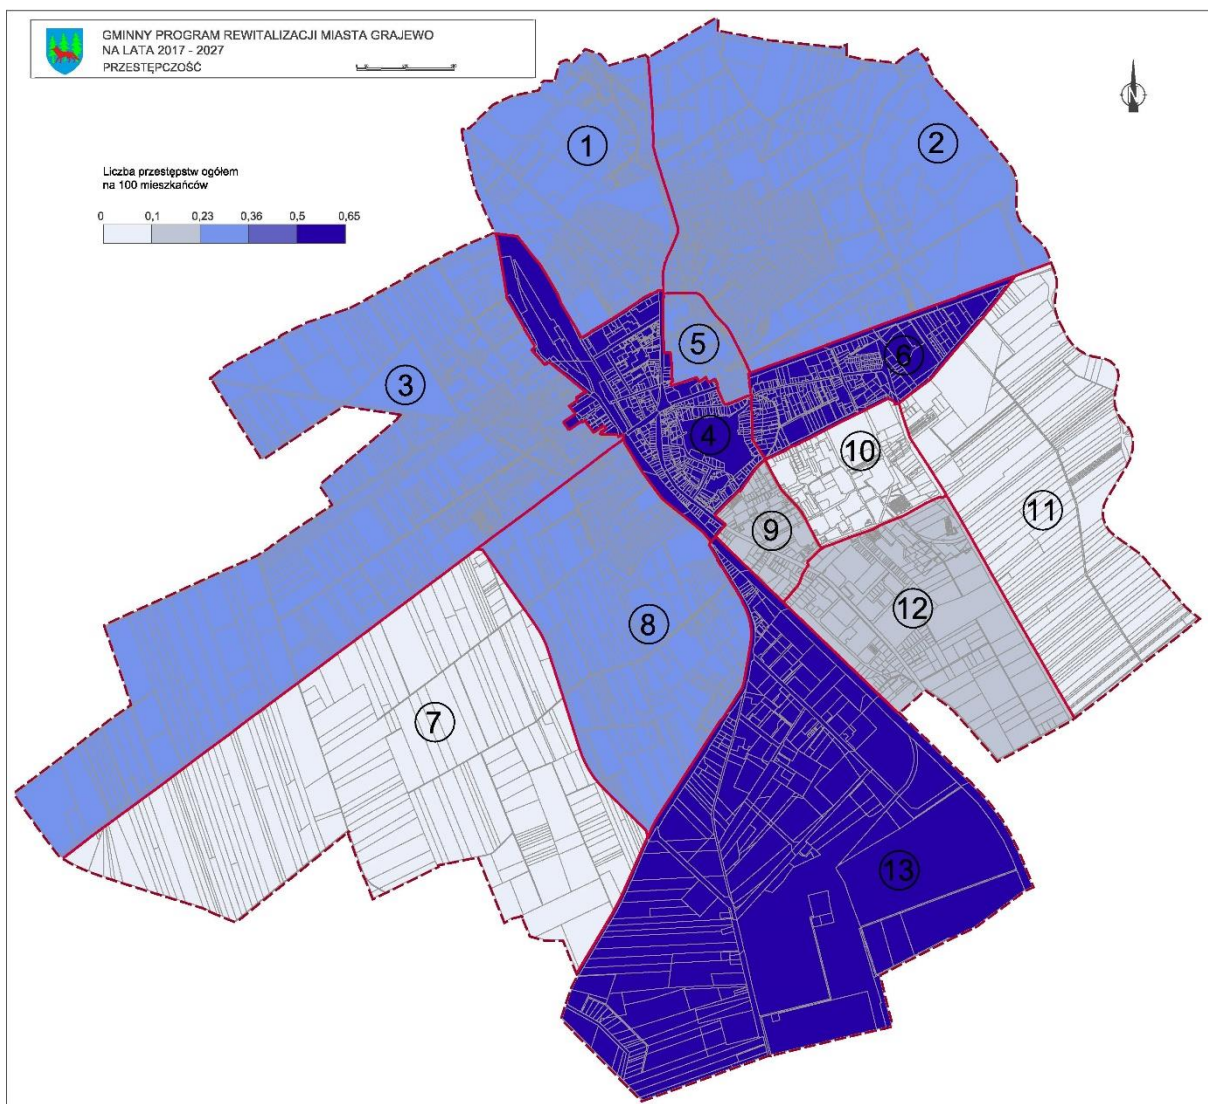 GMINNY PROGRAM REWITALIZACJI MIASTA GRAJEWO
NA LATA 2017 - 2027
PRZESTĘPCZOŚĆ
N
Liczba przestępstw ogółem
na 100 mieszkańców
0 0,1 0,23 0,36 0,5 0,65
1
2
3
5
6
4
10
9
11
12
8
7
13